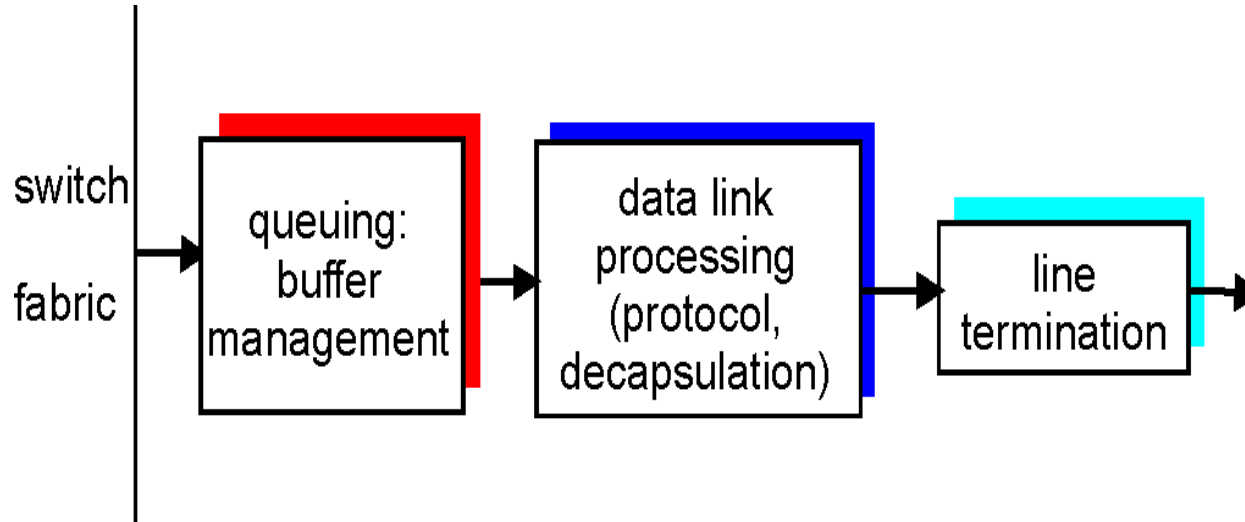 switch
fabric
queuing:
buffer
management
data link
processing
(protocol,
decapsulation)
line
termination